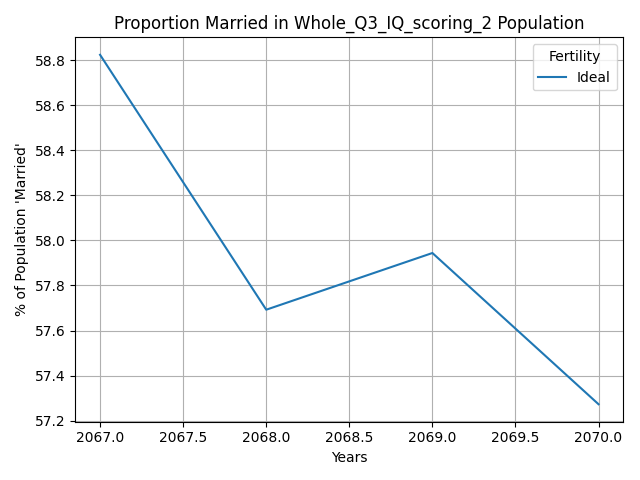 Proportion Married in Whole_Q3_IQ_scoring_2 Population
Fertility
Ideal
% of Population 'Married'
58.8
58.6
58.4
58.2
58.0
57.8
57.6
57.4
57.2
2067.0 2067.5 2068.0 2068.5 2069.0 2069.5 2070.0
Years